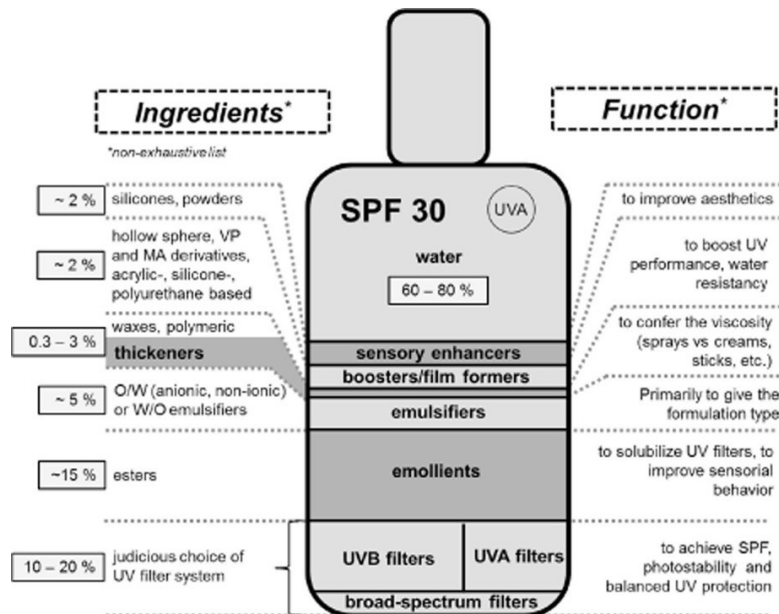 Ingredients*
Function*
*non-exhaustive list
~ 2 %
silicones, powders
SPF 30
UVA
to improve aesthetics
~ 2 %
hollow sphere, VP
and MA derivatives,
acrylic-, silicone-,
polyurethane based
water
60 – 80 %
to boost UV
performance, water
resistancy
0.3 – 3 %
waxes, polymeric
thickeners
sensory enhancers
boosters/film formers
to confer the viscosity
(sprays vs creams,
sticks, etc.)
~ 5 %
O/W (anionic, non-ionic)
or W/O emulsifiers
emulsifiers
Primarily to give the
formulation type
~15 %
esters
emollients
to solubilize UV filters, to
improve sensorial
behavior
10 – 20 %
judicious choice of
UV filter system
UVB filters
UVA filters
broad-spectrum filters
to achieve SPF,
photostability and
balanced UV protection